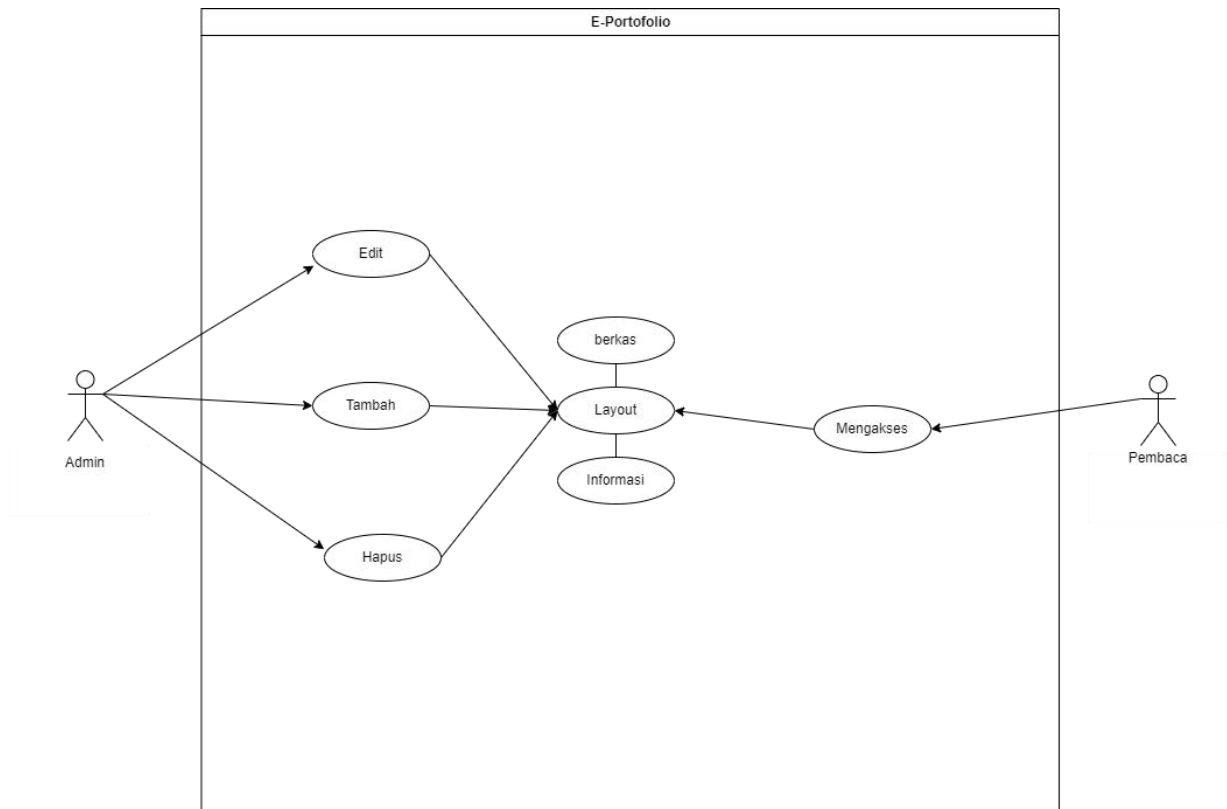 E-Portofolio
Edit
berkas
Tambah
Layout
Mengakses
Admin
Pembaca
Informasi
Hapus